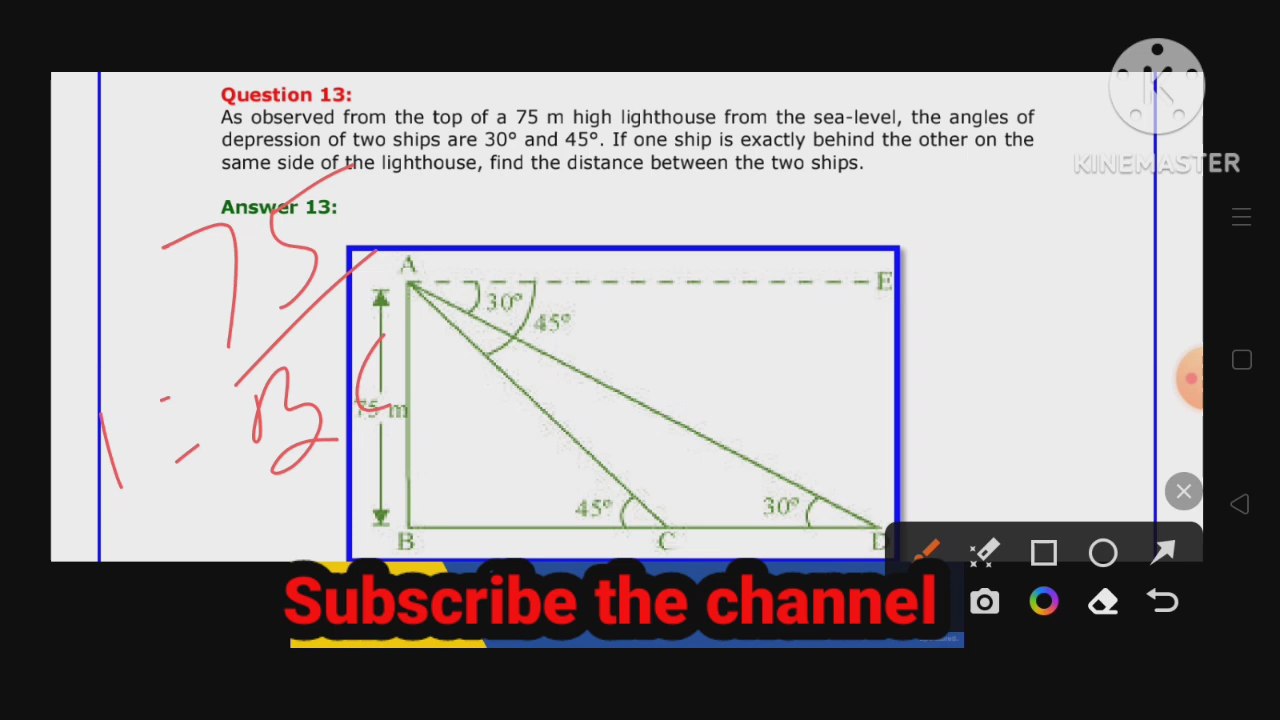 KINEMASTER
Question 13:
As observed from the top of a 75 m high lighthouse from the sea-level, the angles of
depression of two ships are 30° and 45°. If one ship is exactly behind the other on the
same side of the lighthouse, find the distance between the two ships.
Answer 13:
75
1 = BC
A
E
30°
45°
75 m
45°
30°
B
C
D
Subscribe the channel